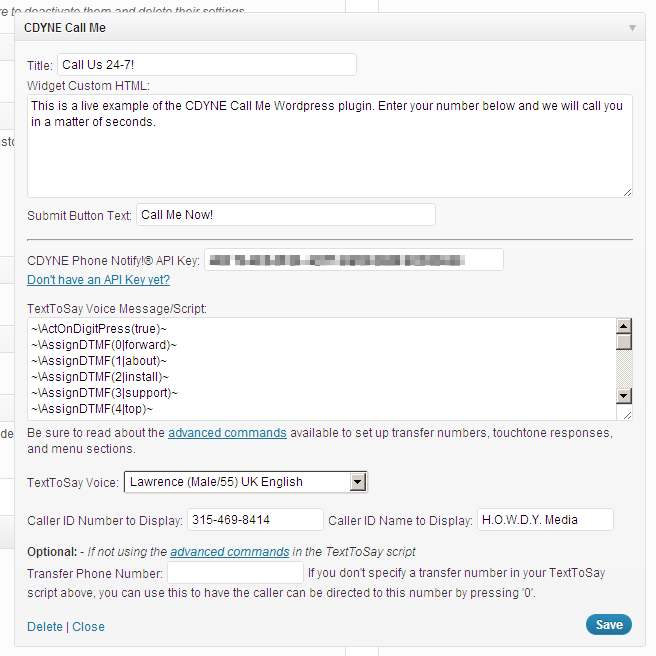 re to deactivate them and delete their settings.
CDYNE Call Me
Title: Call Us 24-7!
Widget Custom HTML:
This is a live example of the CDYNE Call Me Wordpress plugin. Enter your number below and we will call you
in a matter of seconds.
Submit Button Text: Call Me Now!
CDYNE Phone Notify!® API Key:
Don't have an API Key yet?
TextToSay Voice Message/Script:
~\ActOnDigitPress(true)~
~\AssignDTMF(0|forward)~
~\AssignDTMF(1|about)~
~\AssignDTMF(2|install)~
~\AssignDTMF(3|support)~
~\AssignDTMF(4|top)~
Be sure to read about the advanced commands available to set up transfer numbers, touchtone responses,
and menu sections.
TextToSay Voice: Lawrence (Male/55) UK English
Caller ID Number to Display: 315-469-8414 Caller ID Name to Display: H.O.W.D.Y. Media
Optional: - If not using the advanced commands in the TextToSay script
Transfer Phone Number: If you don't specify a transfer number in your TextToSay
script above, you can use this to have the caller can be directed to this number by pressing '0'.
Delete | Close
Save